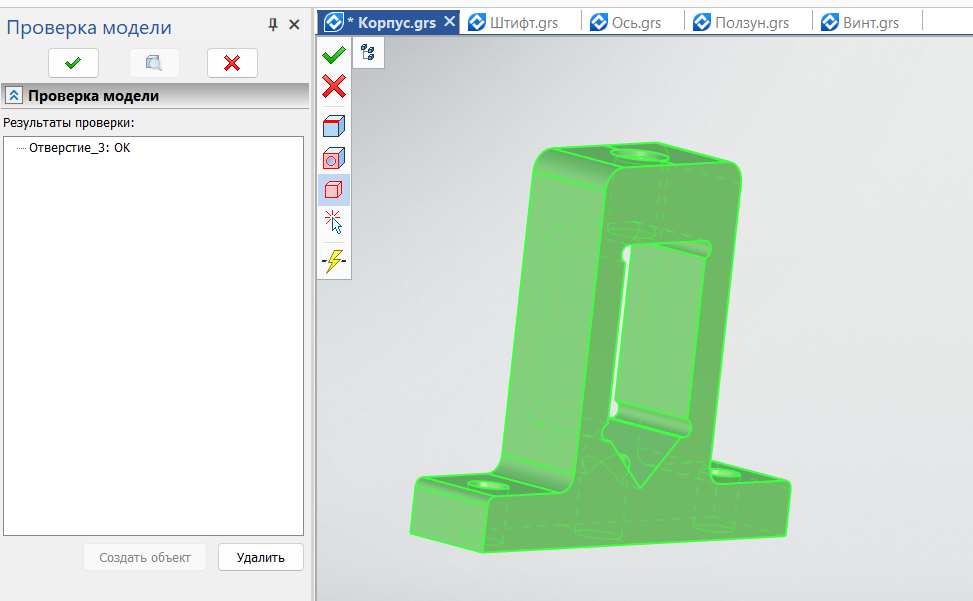 Проверка модели
Проверка модели
Результаты проверки:
Отверстие_3: ОК
Создать объект
Удалить
* Корпус.grs
Штифт.grs
Ось.grs
Ползун.grs
Винт.grs